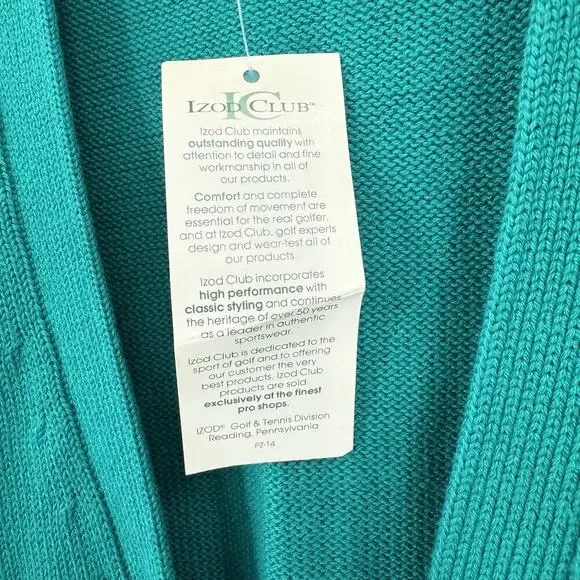 IZOD CLUB™
Izod Club maintains
outstanding quality with
attention to detail and fine
workmanship in all of
our products.
Comfort and complete
freedom of movement are
essential for the real golfer,
and at Izod Club, golf experts
design and wear-test all of
our products.
Izod Club incorporates
high performance with
classic styling and continues
the heritage of over 50 years
as a leader in authentic
sportswear.
Izod Club is dedicated to the
sport of golf and to offering
our customer the very
best products. Izod Club
products are sold
exclusively at the finest
pro shops.
IZOD® Golf & Tennis Division
Reading, Pennsylvania
PZ-14